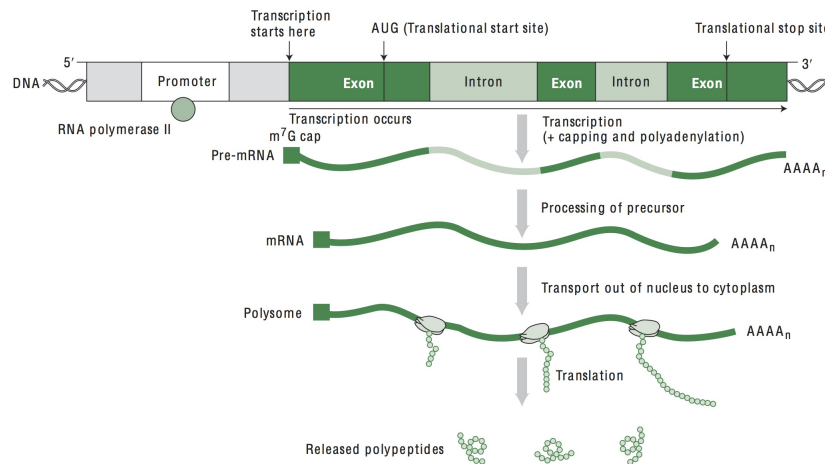 Transcription
starts here
AUG (Translational start site)
Translational stop site
5′
3′
DNA
Promoter
Exon
Intron
Exon
Intron
Exon
RNA polymerase II
Transcription occurs
m⁷G cap
Transcription
(+ capping and polyadenylation)
Pre-mRNA
AAAAₙ
Processing of precursor
mRNA
AAAAₙ
Transport out of nucleus to cytoplasm
Polysome
AAAAₙ
Translation
Released polypeptides